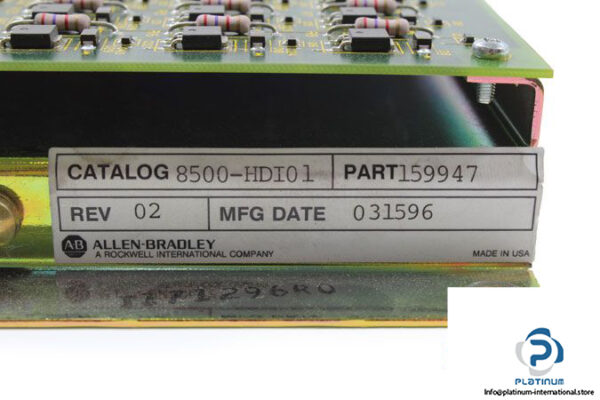 CATALOG 8500-HDI01 PART 159947
REV 02 MFG DATE 031596
AB ALLEN-BRADLEY
A ROCKWELL INTERNATIONAL COMPANY MADE IN USA
PLATINUM
Info@platinum-international.store